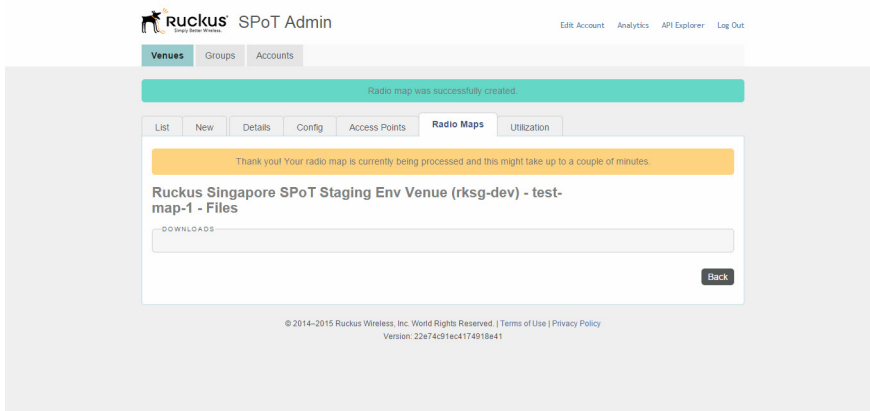 Ruckus SPoT Admin
Simply Better Wireless.
Edit Account Analytics API Explorer Log Out
Venues Groups Accounts
Radio map was successfully created.
List New Details Config Access Points Radio Maps Utilization
Thank you! Your radio map is currently being processed and this might take up to a couple of minutes.
Ruckus Singapore SPoT Staging Env Venue (rksg-dev) - test-
map-1 - Files
DOWNLOADS
Back
© 2014–2015 Ruckus Wireless, Inc. World Rights Reserved. | Terms of Use | Privacy Policy
Version: 22e74c91ec4174918e41